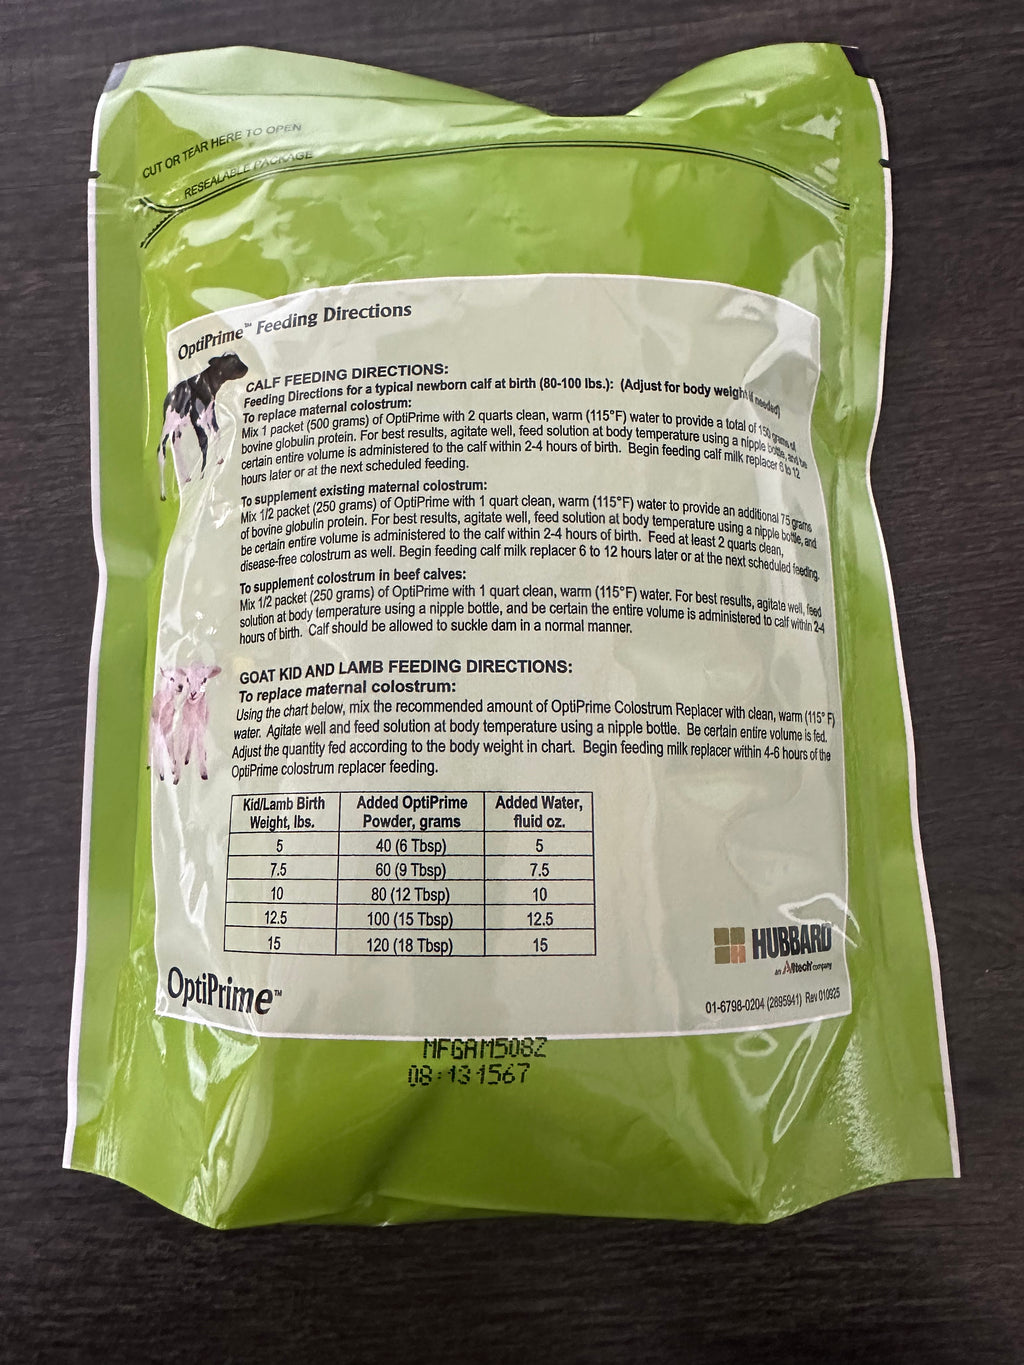 CUT OR TEAR HERE TO OPEN
RESEALABLE PACKAGE
OptiPrime™ Feeding Directions
CALF FEEDING DIRECTIONS:
Feeding Directions for a typical newborn calf at birth (80-100 lbs.): (Adjust for body weight if needed)
To replace maternal colostrum:
Mix 1 packet (500 grams) of OptiPrime with 2 quarts clean, warm (115°F) water to provide a total of 150 grams of
bovine globulin protein. For best results, agitate well, feed solution at body temperature using a nipple bottle, and be
certain entire volume is administered to the calf within 2-4 hours of birth. Begin feeding calf milk replacer 6 to 12
hours later or at the next scheduled feeding.
To supplement existing maternal colostrum:
Mix 1/2 packet (250 grams) of OptiPrime with 1 quart clean, warm (115°F) water to provide an additional 75 grams
of bovine globulin protein. For best results, agitate well, feed solution at body temperature using a nipple bottle, and
be certain entire volume is administered to the calf within 2-4 hours of birth. Feed at least 2 quarts clean,
disease-free colostrum as well. Begin feeding calf milk replacer 6 to 12 hours later or at the next scheduled feeding.
To supplement colostrum in beef calves:
Mix 1/2 packet (250 grams) of OptiPrime with 1 quart clean, warm (115°F) water. For best results, agitate well, feed
solution at body temperature using a nipple bottle, and be certain the entire volume is administered to calf within 2-4
hours of birth. Calf should be allowed to suckle dam in a normal manner.
GOAT KID AND LAMB FEEDING DIRECTIONS:
To replace maternal colostrum:
Using the chart below, mix the recommended amount of OptiPrime Colostrum Replacer with clean, warm (115° F)
water. Agitate well and feed solution at body temperature using a nipple bottle. Be certain entire volume is fed.
Adjust the quantity fed according to the body weight in chart. Begin feeding milk replacer within 4-6 hours of the
OptiPrime colostrum replacer feeding.
Kid/Lamb Birth Added OptiPrime Added Water,
Weight, lbs. Powder, grams fluid oz.
5 40 (6 Tbsp) 5
7.5 60 (9 Tbsp) 7.5
10 80 (12 Tbsp) 10
12.5 100 (15 Tbsp) 12.5
15 120 (18 Tbsp) 15
H HUBBARD
an Alltech company
OptiPrime™
01-6798-0204 (2895941) Rev 010925
MFGAM508Z
08:131567